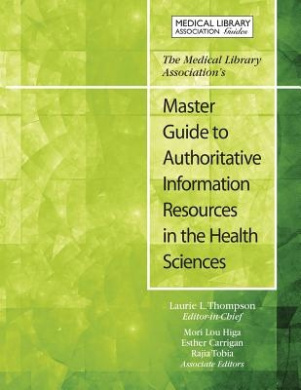 MEDICAL LIBRARY
ASSOCIATION Guides
The Medical Library
Association's
Master
Guide to
Authoritative
Information
Resources
in the Health
Sciences
Laurie L. Thompson
Editor-in-Chief
Mori Lou Higa
Esther Carrigan
Rajia Tobia
Associate Editors